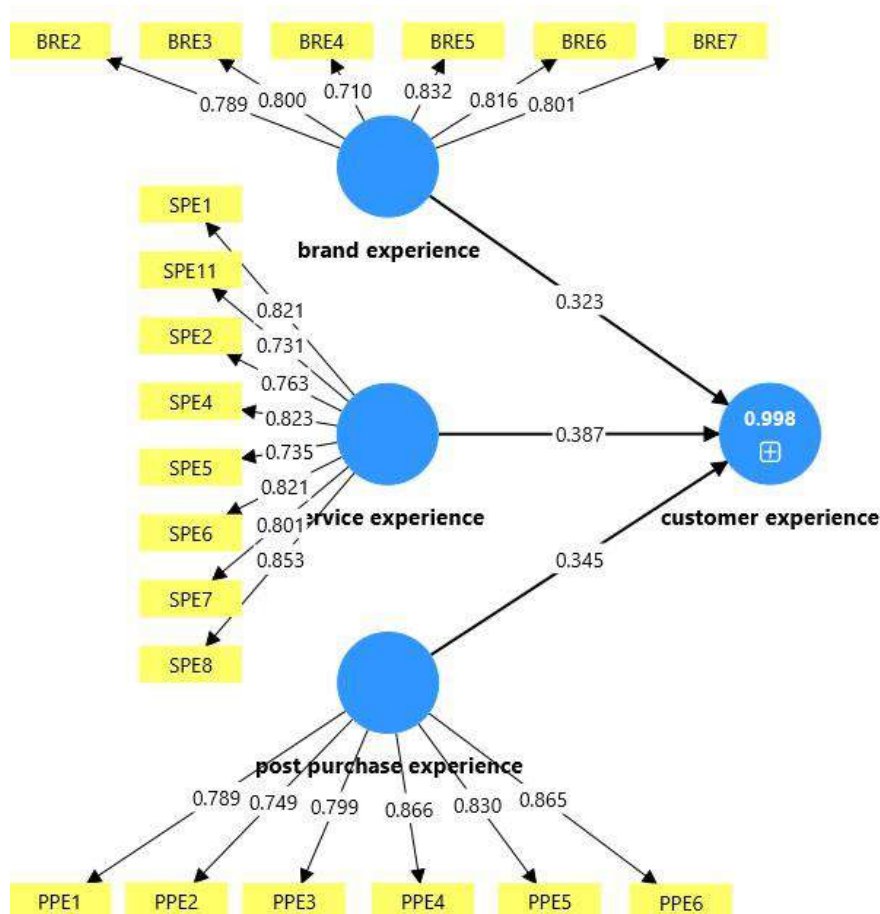 BRE2 BRE3 BRE4 BRE5 BRE6 BRE7
0.789 0.800 0.710 0.832 0.816 0.801
brand experience
SPE1
SPE11
SPE2
SPE4
SPE5
SPE6
SPE7
SPE8
0.821
0.731
0.763
0.823
0.735
0.821
0.801
0.853
experience
0.323
0.387
0.345
0.998
customer experience
post purchase experience
0.789 0.749 0.799 0.866 0.830 0.865
PPE1 PPE2 PPE3 PPE4 PPE5 PPE6